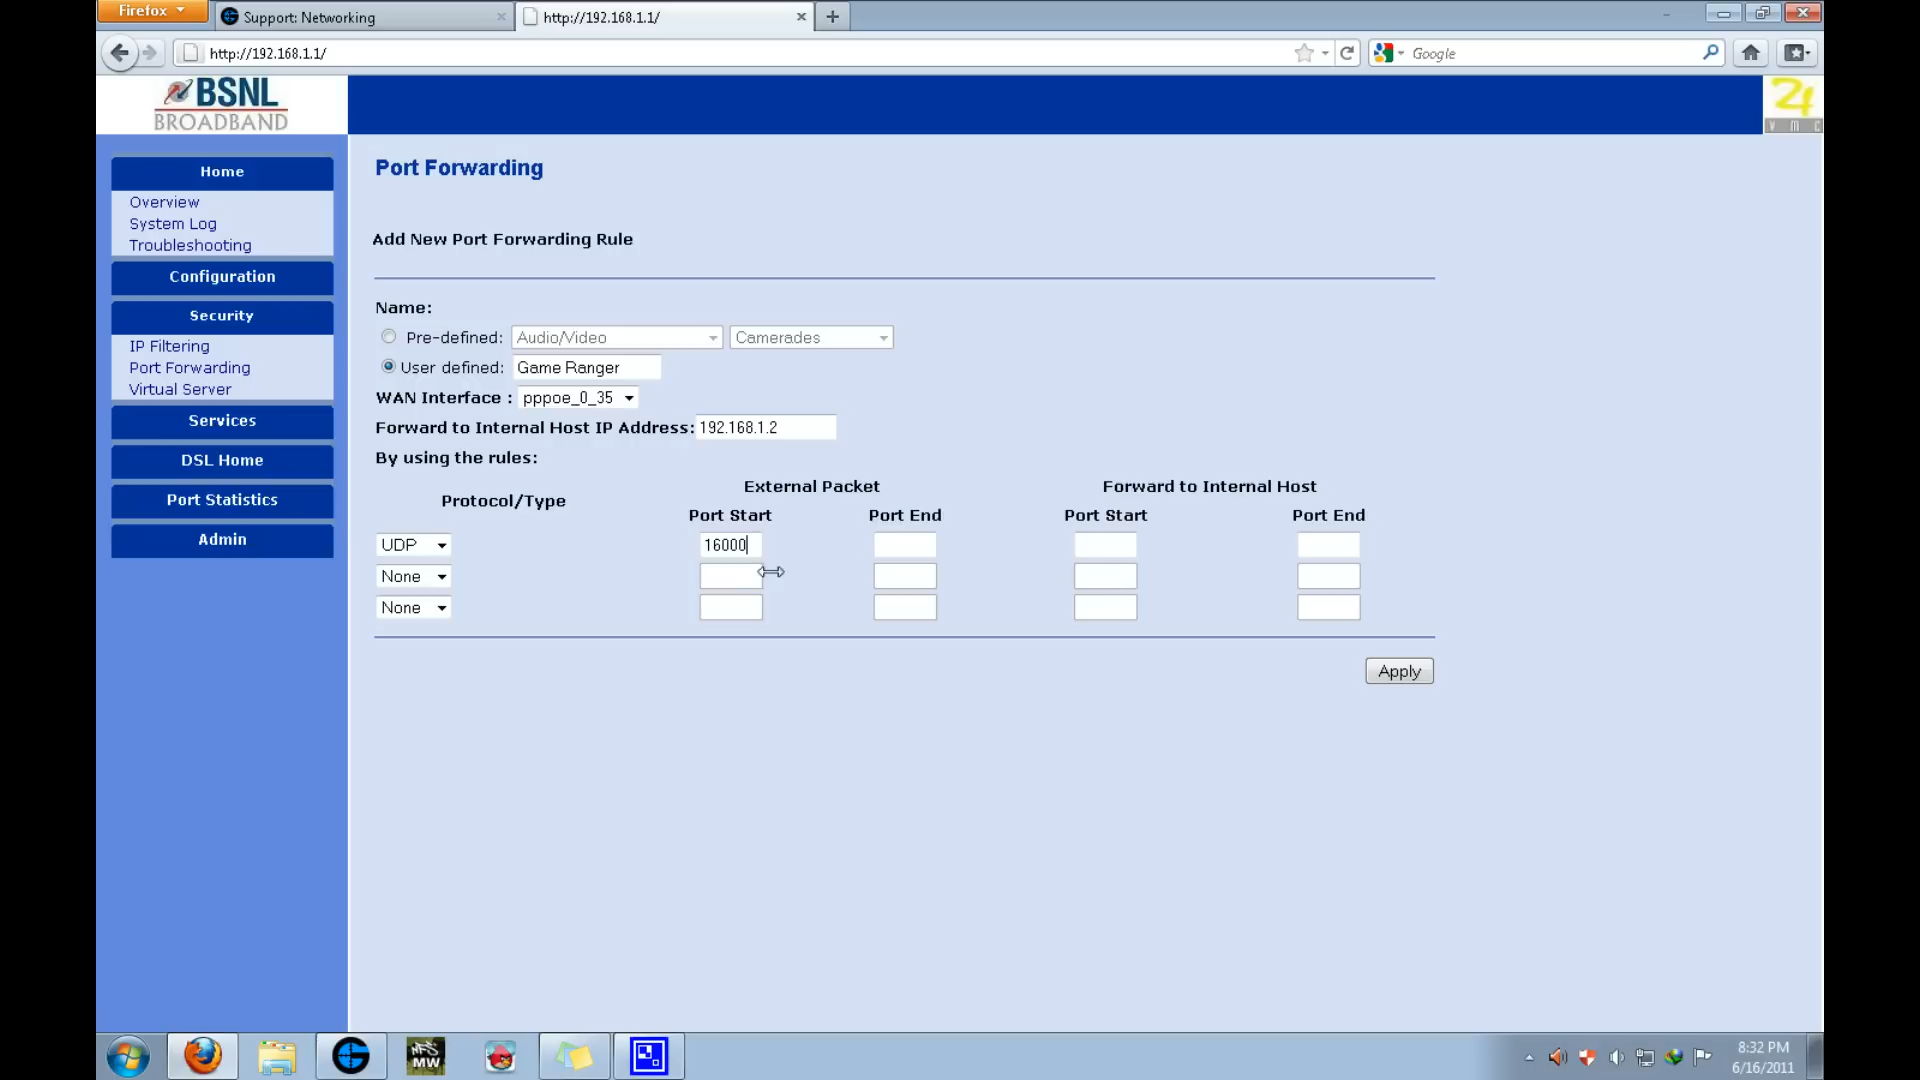 Firefox
Support: Networking
http://192.168.1.1/
http://192.168.1.1/
Google
BSNL
BROADBAND
24
V M C
Home
Overview
System Log
Troubleshooting
Configuration
Security
IP Filtering
Port Forwarding
Virtual Server
Services
DSL Home
Port Statistics
Admin
Port Forwarding
Add New Port Forwarding Rule
Name:
Pre-defined: Audio/Video Camerades
User defined: Game Ranger
WAN Interface : pppoe_0_35
Forward to Internal Host IP Address: 192.168.1.2
By using the rules:
Protocol/Type External Packet Forward to Internal Host
Port Start Port End Port Start Port End
UDP 16000
None
None
Apply
NFS
MW
8:32 PM
6/16/2011